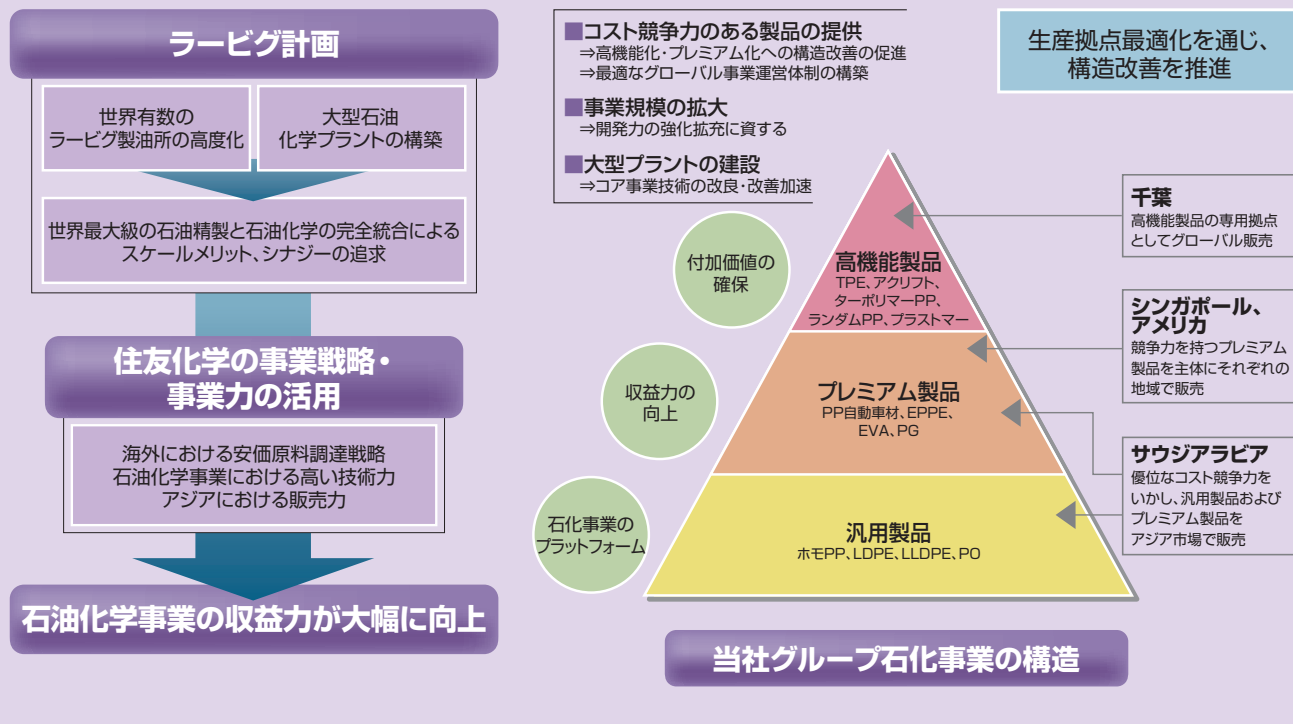 ラービグ計画
世界有数の
ラービグ製油所の高度化
大型石油
化学プラントの構築
世界最大級の石油精製と石油化学の完全統合による
スケールメリット、シナジーの追求
住友化学の事業戦略・
事業力の活用
海外における安価原料調達戦略
石油化学事業における高い技術力
アジアにおける販売力
石油化学事業の収益力が大幅に向上
■コスト競争力のある製品の提供
⇒高機能化・プレミアム化への構造改善の促進
⇒最適なグローバル事業運営体制の構築
■事業規模の拡大
⇒開発力の強化拡充に資する
■大型プラントの建設
⇒コア事業技術の改良・改善加速
生産拠点最適化を通じ、
構造改善を推進
付加価値の
確保
収益力の
向上
石化事業の
プラットフォーム
高機能製品
TPE、アクリフト、
ターポリマーPP、
ランダムPP、プラストマー
プレミアム製品
PP自動車材、EPPE、
EVA、PG
汎用製品
ホモPP、LDPE、LLDPE、PO
千葉
高機能製品の専用拠点
としてグローバル販売
シンガポール、
アメリカ
競争力を持つプレミアム
製品を主体にそれぞれの
地域で販売
サウジアラビア
優位なコスト競争力を
いかし、汎用製品および
プレミアム製品を
アジア市場で販売
当社グループ石化事業の構造